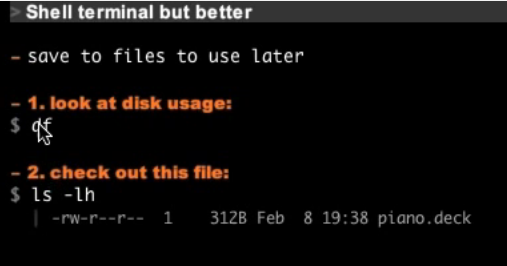 > Shell terminal but better
– save to files to use later
– 1. look at disk usage:
$ df
– 2. check out this file:
$ ls -lh
| -rw-r--r-- 1 312B Feb 8 19:38 piano.deck